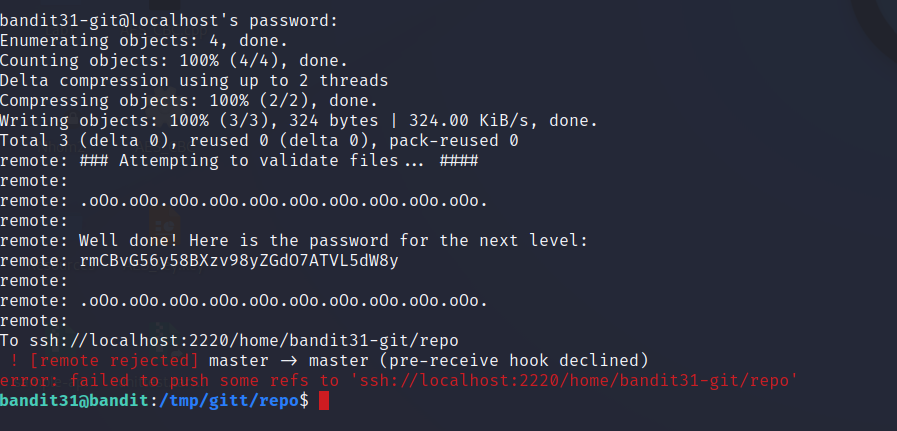 bandit31-git@localhost's password:
Enumerating objects: 4, done.
Counting objects: 100% (4/4), done.
Delta compression using up to 2 threads
Compressing objects: 100% (2/2), done.
Writing objects: 100% (3/3), 324 bytes | 324.00 KiB/s, done.
Total 3 (delta 0), reused 0 (delta 0), pack-reused 0
remote: ### Attempting to validate files... ####
remote:
remote: .oOo.oOo.oOo.oOo.oOo.oOo.oOo.oOo.oOo.oOo.
remote:
remote: Well done! Here is the password for the next level:
remote: rmCBvG56y58BXzv98yZGdO7ATVL5dW8y
remote:
remote: .oOo.oOo.oOo.oOo.oOo.oOo.oOo.oOo.oOo.oOo.
remote:
To ssh://localhost:2220/home/bandit31-git/repo
 ! [remote rejected] master -> master (pre-receive hook declined)
error: failed to push some refs to 'ssh://localhost:2220/home/bandit31-git/repo'
bandit31@bandit:/tmp/gitt/repo$